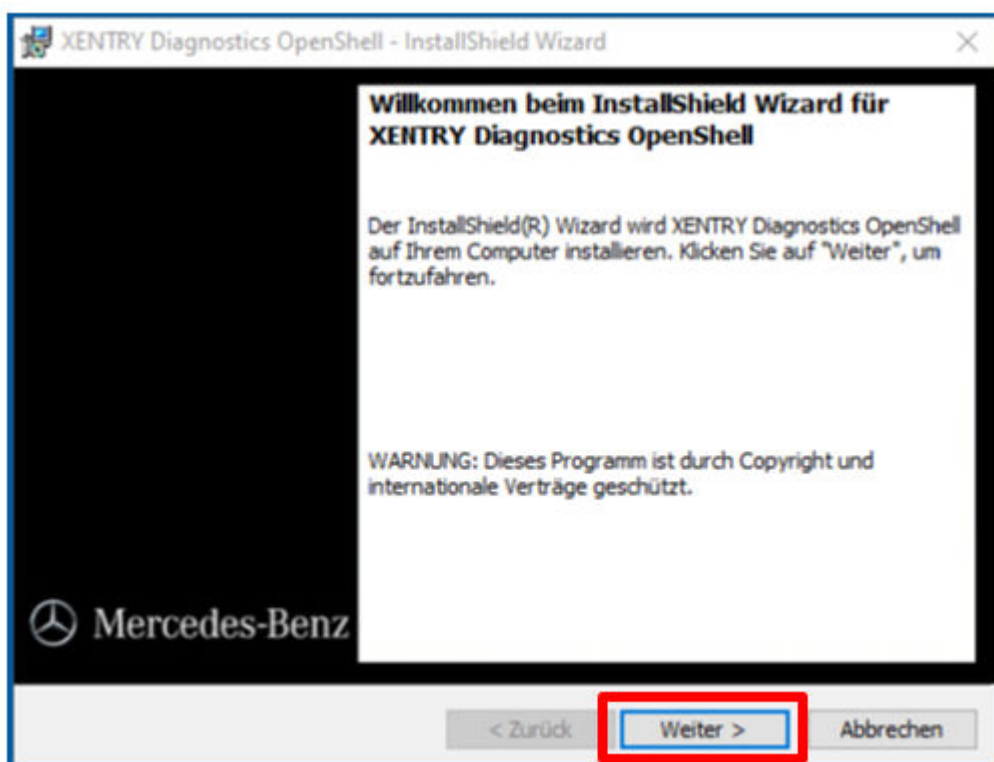 XENTRY Diagnostics OpenShell - InstallShield Wizard
Willkommen beim InstallShield Wizard für
XENTRY Diagnostics OpenShell
Der InstallShield(R) Wizard wird XENTRY Diagnostics OpenShell
auf Ihrem Computer installieren. Klicken Sie auf "Weiter", um
fortzufahren.
WARNUNG: Dieses Programm ist durch Copyright und
internationale Verträge geschützt.
Mercedes-Benz
< Zurück
Weiter >
Abbrechen